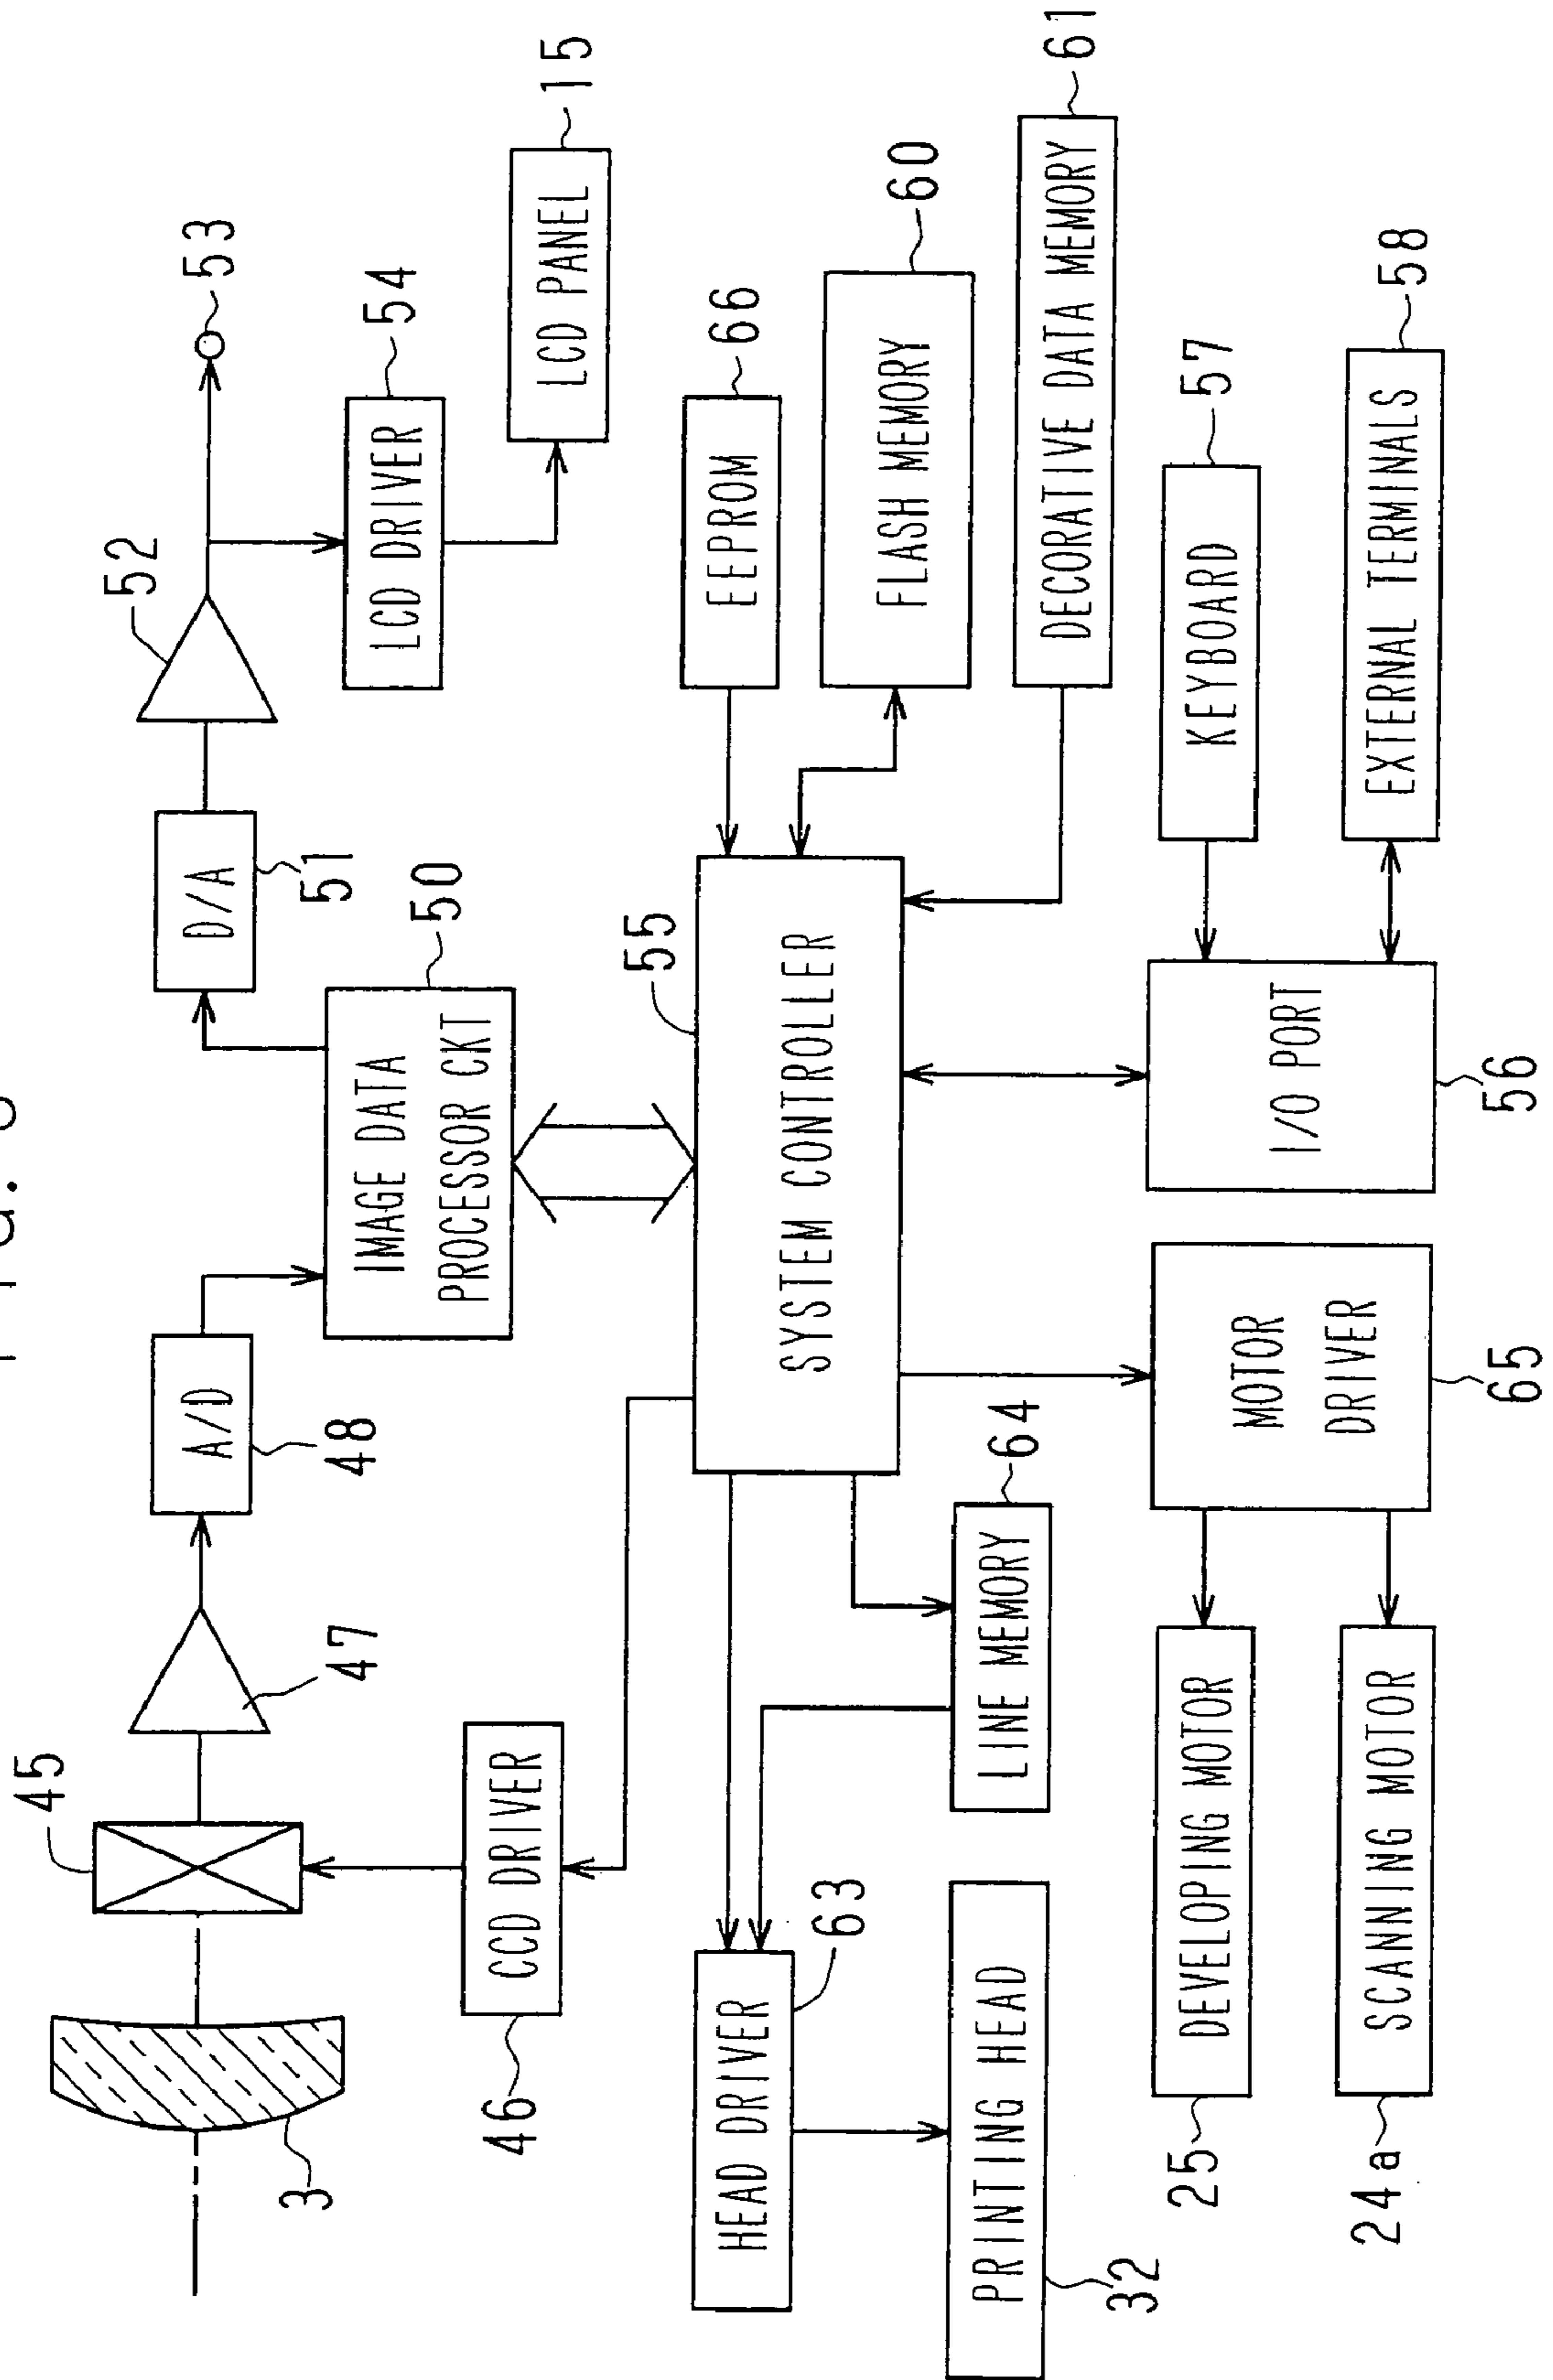 FIG.
45
52
53
A/D
D/A
3
47
48
51
54
IMAGE DATA
PROCESSOR CKT
50
LCD DRIVER
15
46
CCD DRIVER
LCD PANEL
55
66
HEAD DRIVER
63
SYSTEM CONTROLLER
EEPROM
60
FLASH MEMORY
PRINTING HEAD
32
LINE MEMORY
64
61
DECORATIVE DATA MEMORY
25
DEVELOPING MOTOR
57
KEYBOARD
MOTOR
DRIVER
65
I/O PORT
56
24a
SCANNING MOTOR
58
EXTERNAL TERMINALS